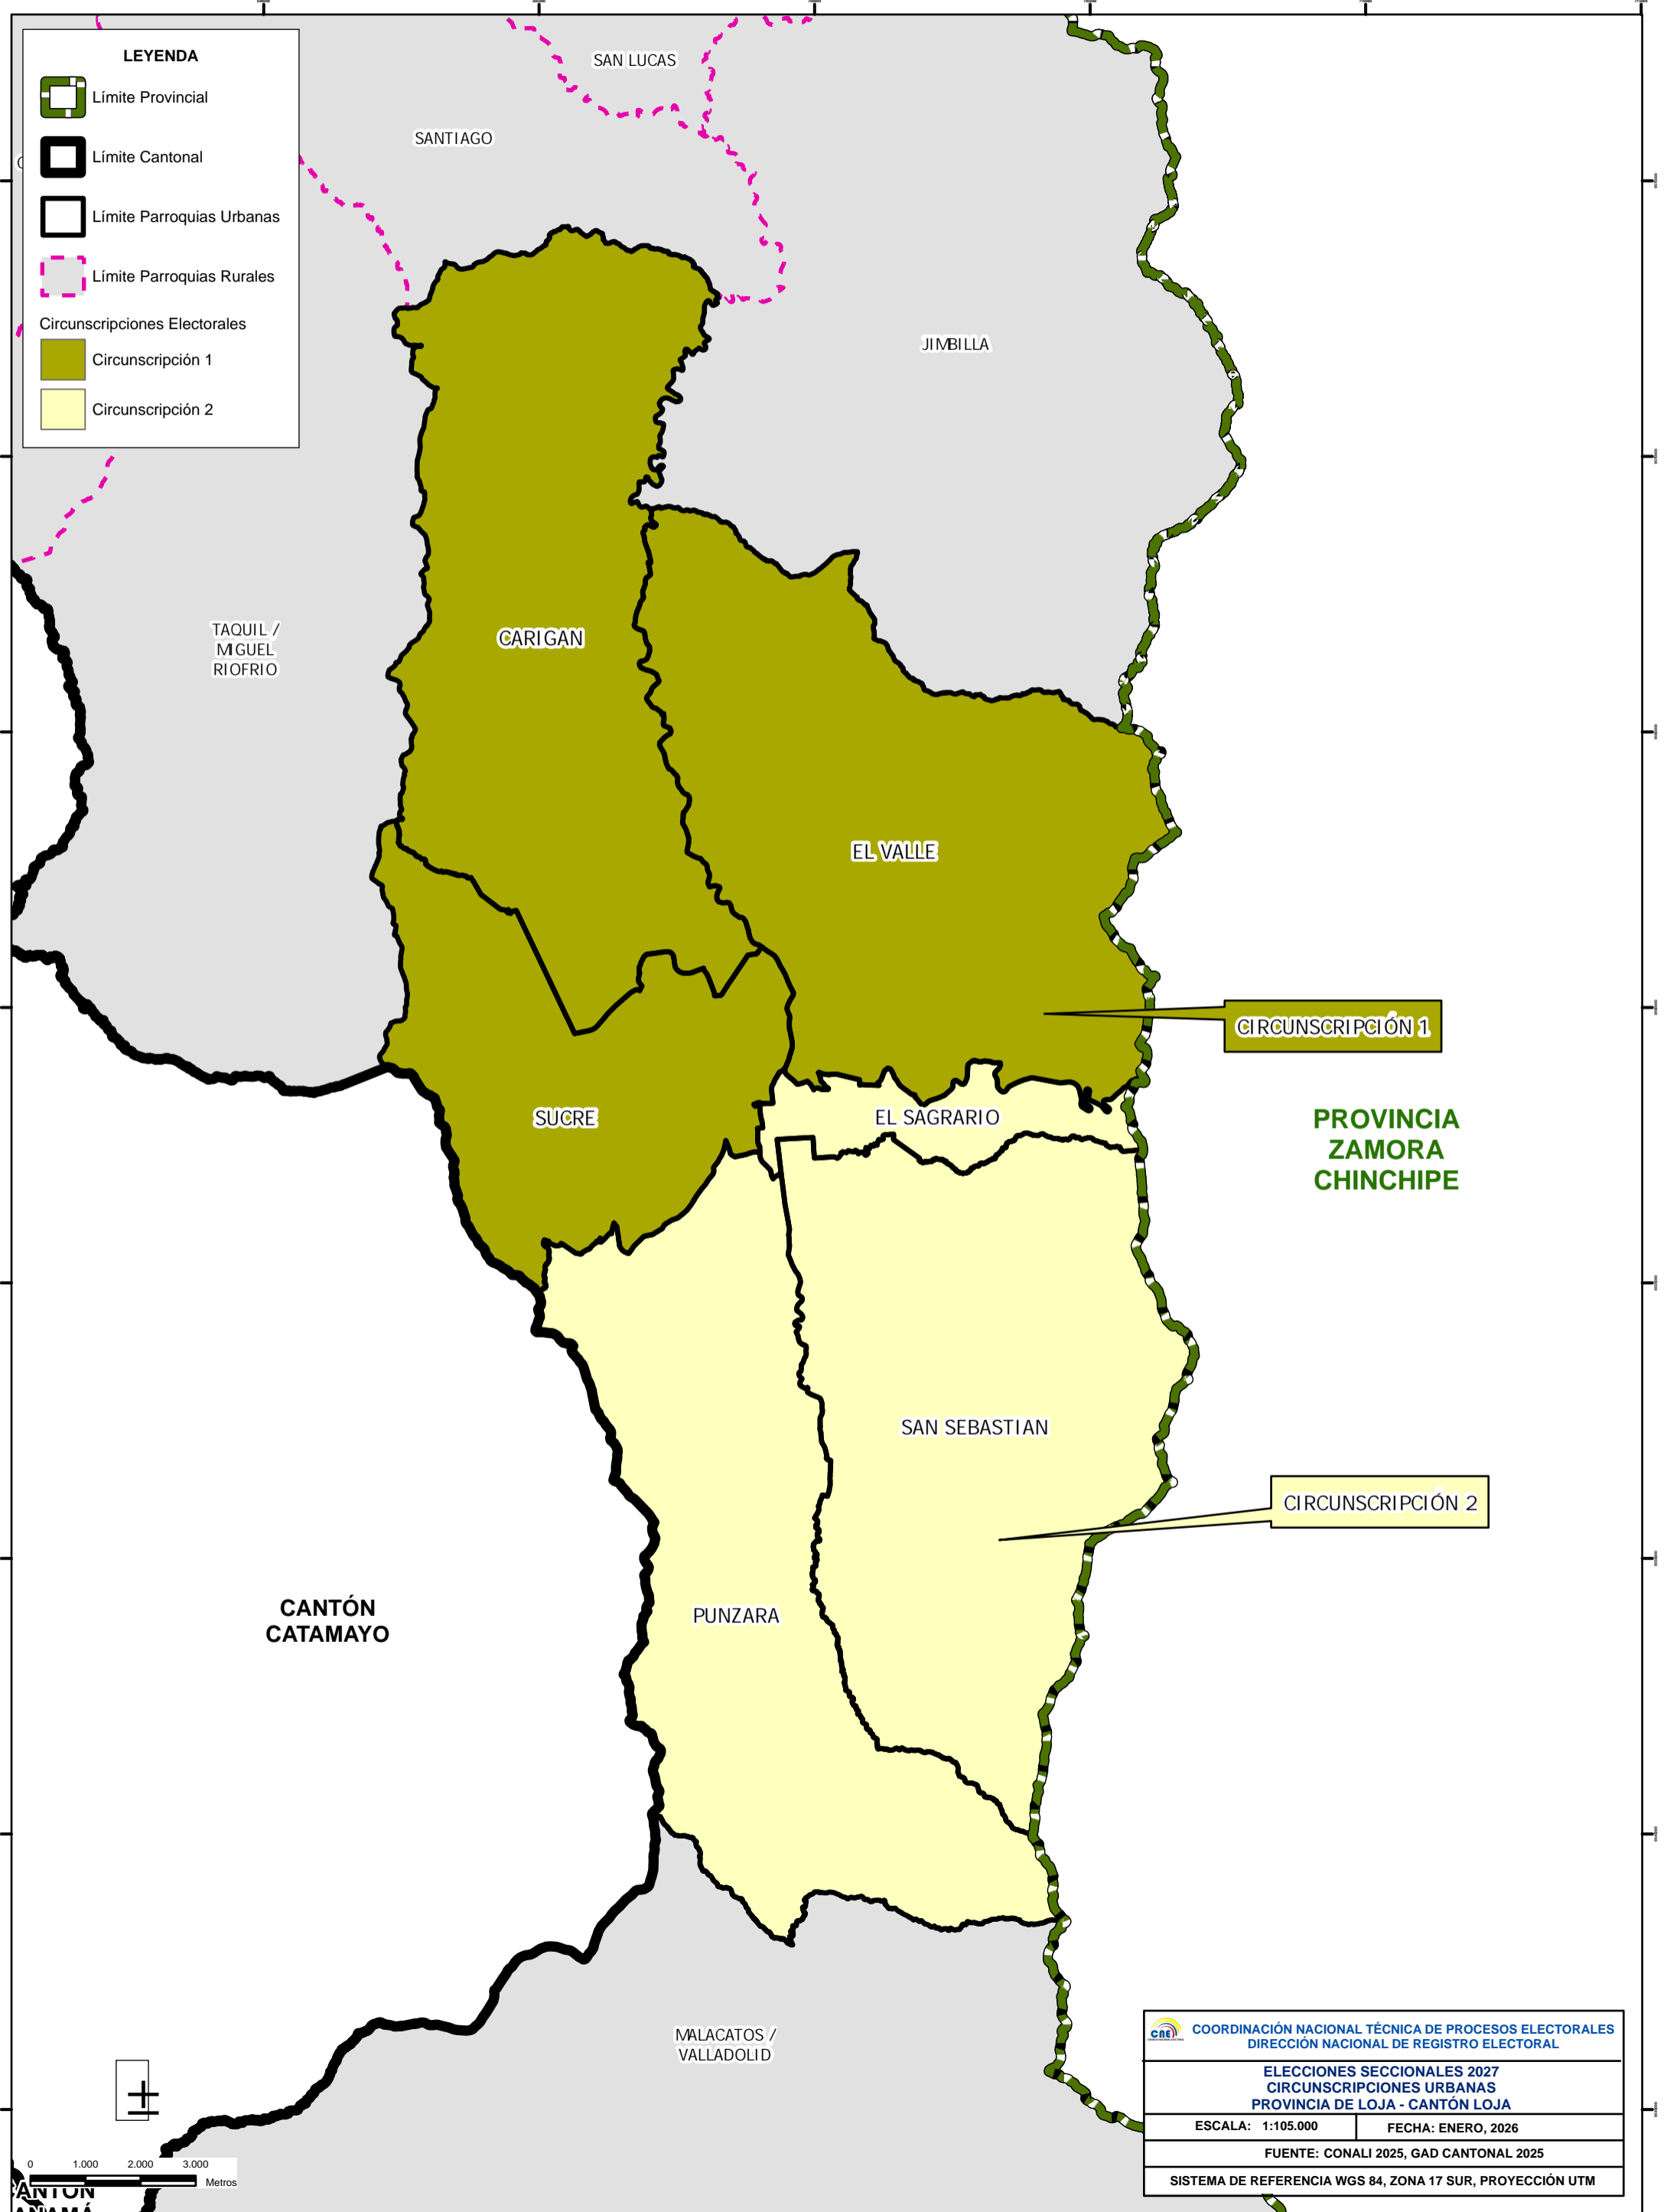 LEYENDA
Límite Provincial
Límite Cantonal
Límite Parroquias Urbanas
Límite Parroquias Rurales
Circunscripciones Electorales
Circunscripción 1
Circunscripción 2
SAN LUCAS
SANTIAGO
JIMBILLA
TAQUIL /
MIGUEL
RIOFRIO
CARIGAN
EL VALLE
CIRCUNSCRIPCIÓN 1
SUCRE
EL SAGRARIO
PROVINCIA
ZAMORA
CHINCHIPE
SAN SEBASTIAN
CIRCUNSCRIPCIÓN 2
CANTÓN
CATAMAYO
PUNZARA
MALACATOS /
VALLADOLID
0 1.000 2.000 3.000
Metros
CNE
COORDINACIÓN NACIONAL TÉCNICA DE PROCESOS ELECTORALES
DIRECCIÓN NACIONAL DE REGISTRO ELECTORAL
ELECCIONES SECCIONALES 2027
CIRCUNSCRIPCIONES URBANAS
PROVINCIA DE LOJA - CANTÓN LOJA
ESCALA: 1:105.000
FECHA: ENERO, 2026
FUENTE: CONALI 2025, GAD CANTONAL 2025
SISTEMA DE REFERENCIA WGS 84, ZONA 17 SUR, PROYECCIÓN UTM